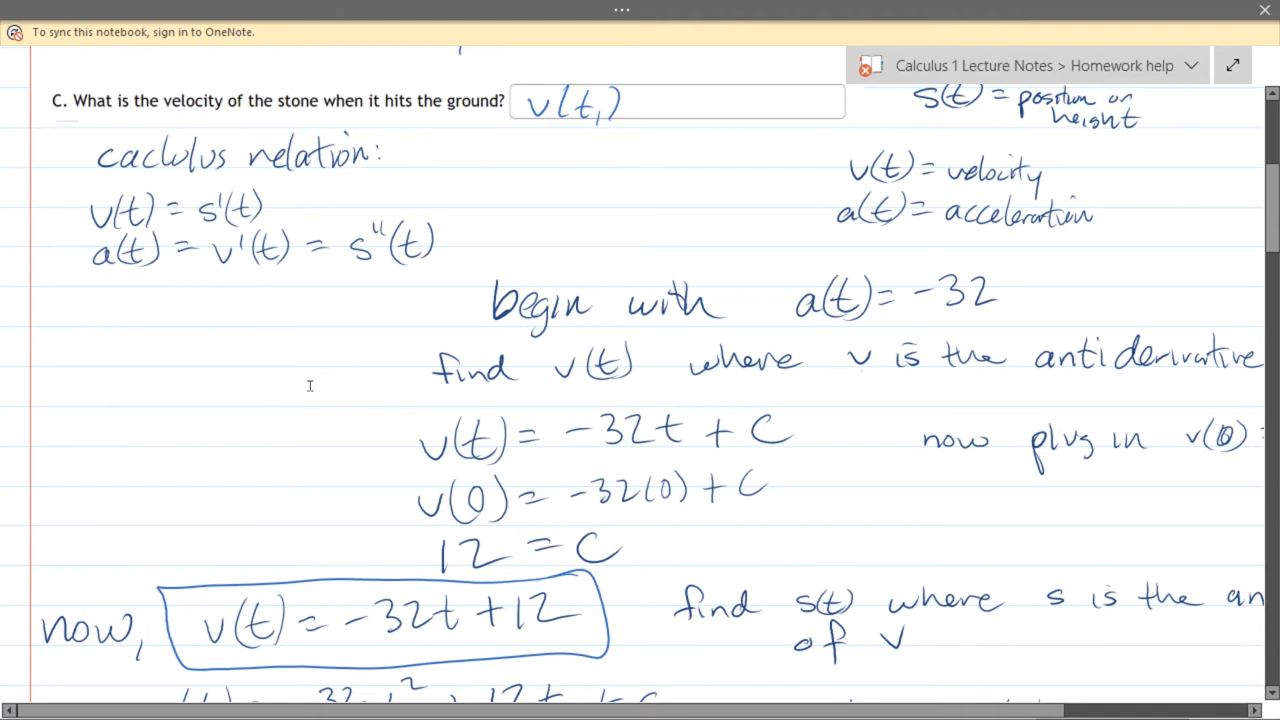 To sync this notebook, sign in to OneNote.
Calculus 1 Lecture Notes > Homework help
C. What is the velocity of the stone when it hits the ground? v(t₁)
s(t) = position or height
caclulus relation:
v(t) = velocity
v(t) = s'(t)
a(t) = acceleration
a(t) = v'(t) = s''(t)
begin with a(t) = -32
find v(t) where v is the antiderivative
v(t) = -32t + C now plug in v(0) =
v(0) = -32(0) + C
12 = C
now, v(t) = -32t + 12 find s(t) where s is the an
of v